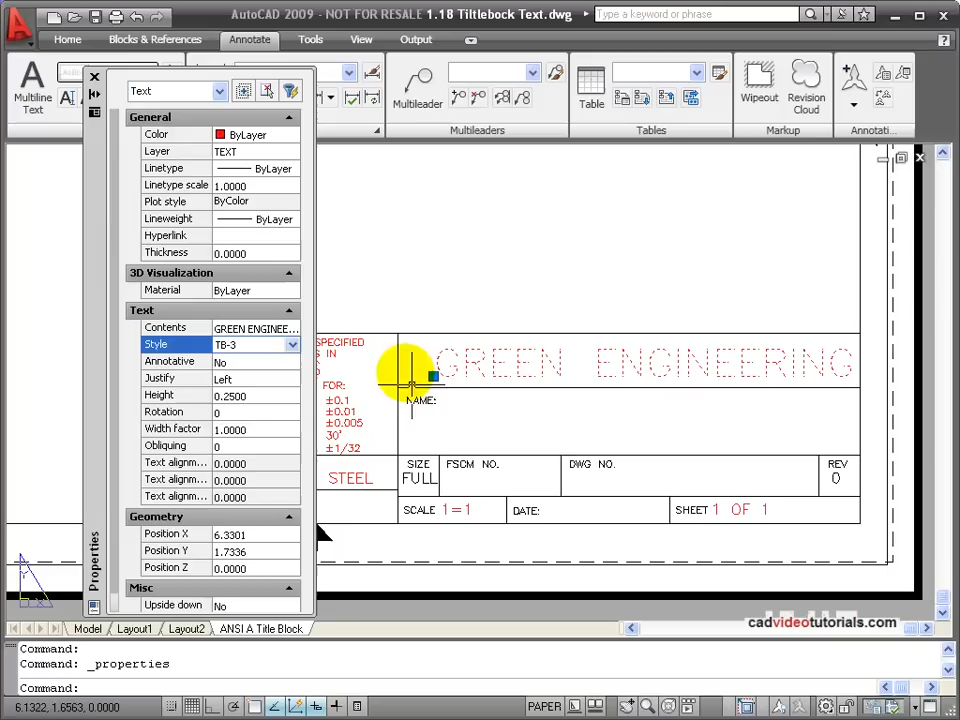 AutoCAD 2009 - NOT FOR RESALE 1.18 Tiltlebock Text.dwg
Type a keyword or phrase
Home Blocks & References Annotate Tools View Output
Multiline
Text
Multileader
Table
Wipeout
Revision
Cloud
Multileaders
Tables
Markup
Annotati...
Text
General
Color ByLayer
Layer TEXT
Linetype ByLayer
Linetype scale 1.0000
Plot style ByColor
Lineweight ByLayer
Hyperlink
Thickness 0.0000
3D Visualization
Material ByLayer
Text
Contents GREEN ENGINEE...
Style TB-3
Annotative No
Justify Left
Height 0.2500
Rotation 0
Width factor 1.0000
Obliquing 0
Text alignm... 0.0000
Text alignm... 0.0000
Text alignm... 0.0000
Geometry
Position X 6.3301
Position Y 1.7336
Position Z 0.0000
Misc
Upside down No
Properties
SPECIFIED
IN
FOR:
±0.1
±0.01
±0.005
30'
±1/32
STEEL
GREEN ENGINEERING
NAME:
SIZE
FULL
FSCM NO.
DWG NO.
REV
0
SCALE 1=1
DATE:
SHEET 1 OF 1
cadvideotutorials.com
Model Layout1 Layout2 ANSI A Title Block
Command:
Command: _properties
Command:
6.1322, 1.6563, 0.0000
PAPER